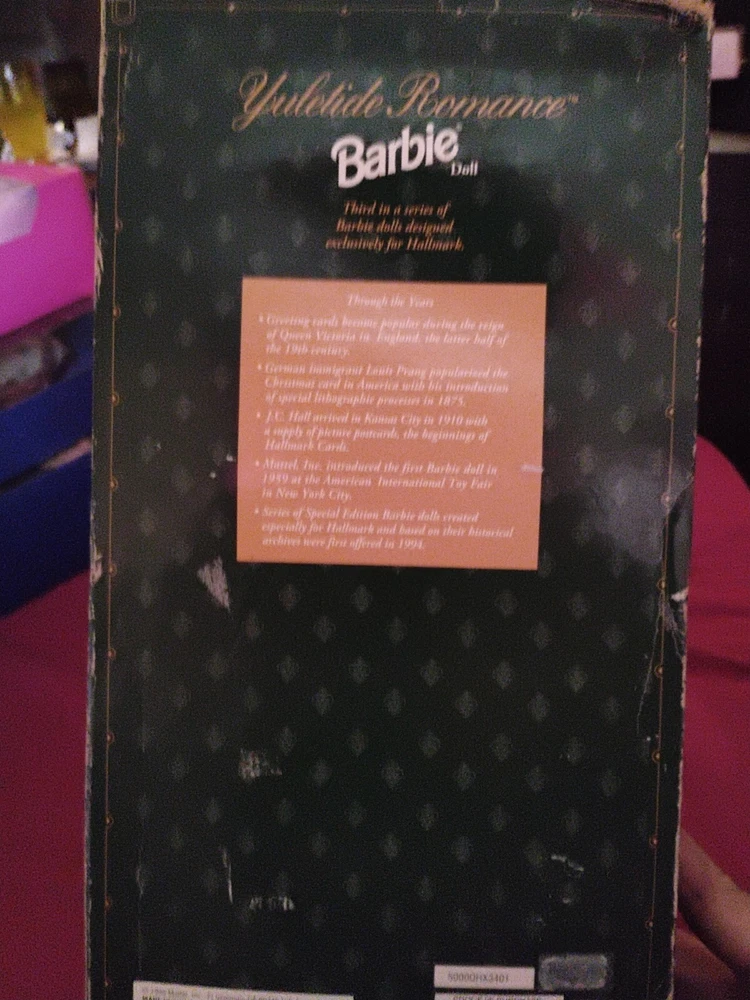 Yuletide Romance™
Barbie®
Doll
Third in a series of
Barbie dolls designed
exclusively for Hallmark.
Through the Years
• Greeting cards became popular during the reign
of Queen Victoria in England, the latter half of
the 19th century.
• German immigrant Louis Prang popularized the
Christmas card in America with his introduction
of special lithographic processes in 1875.
• J.C. Hall arrived in Kansas City in 1910 with
a supply of picture postcards, the beginnings of
Hallmark Cards.
• Mattel, Inc. introduced the first Barbie doll in
1959 at the American International Toy Fair
in New York City.
• Series of Special Edition Barbie dolls created
especially for Hallmark and based on their historical
archives were first offered in 1994.